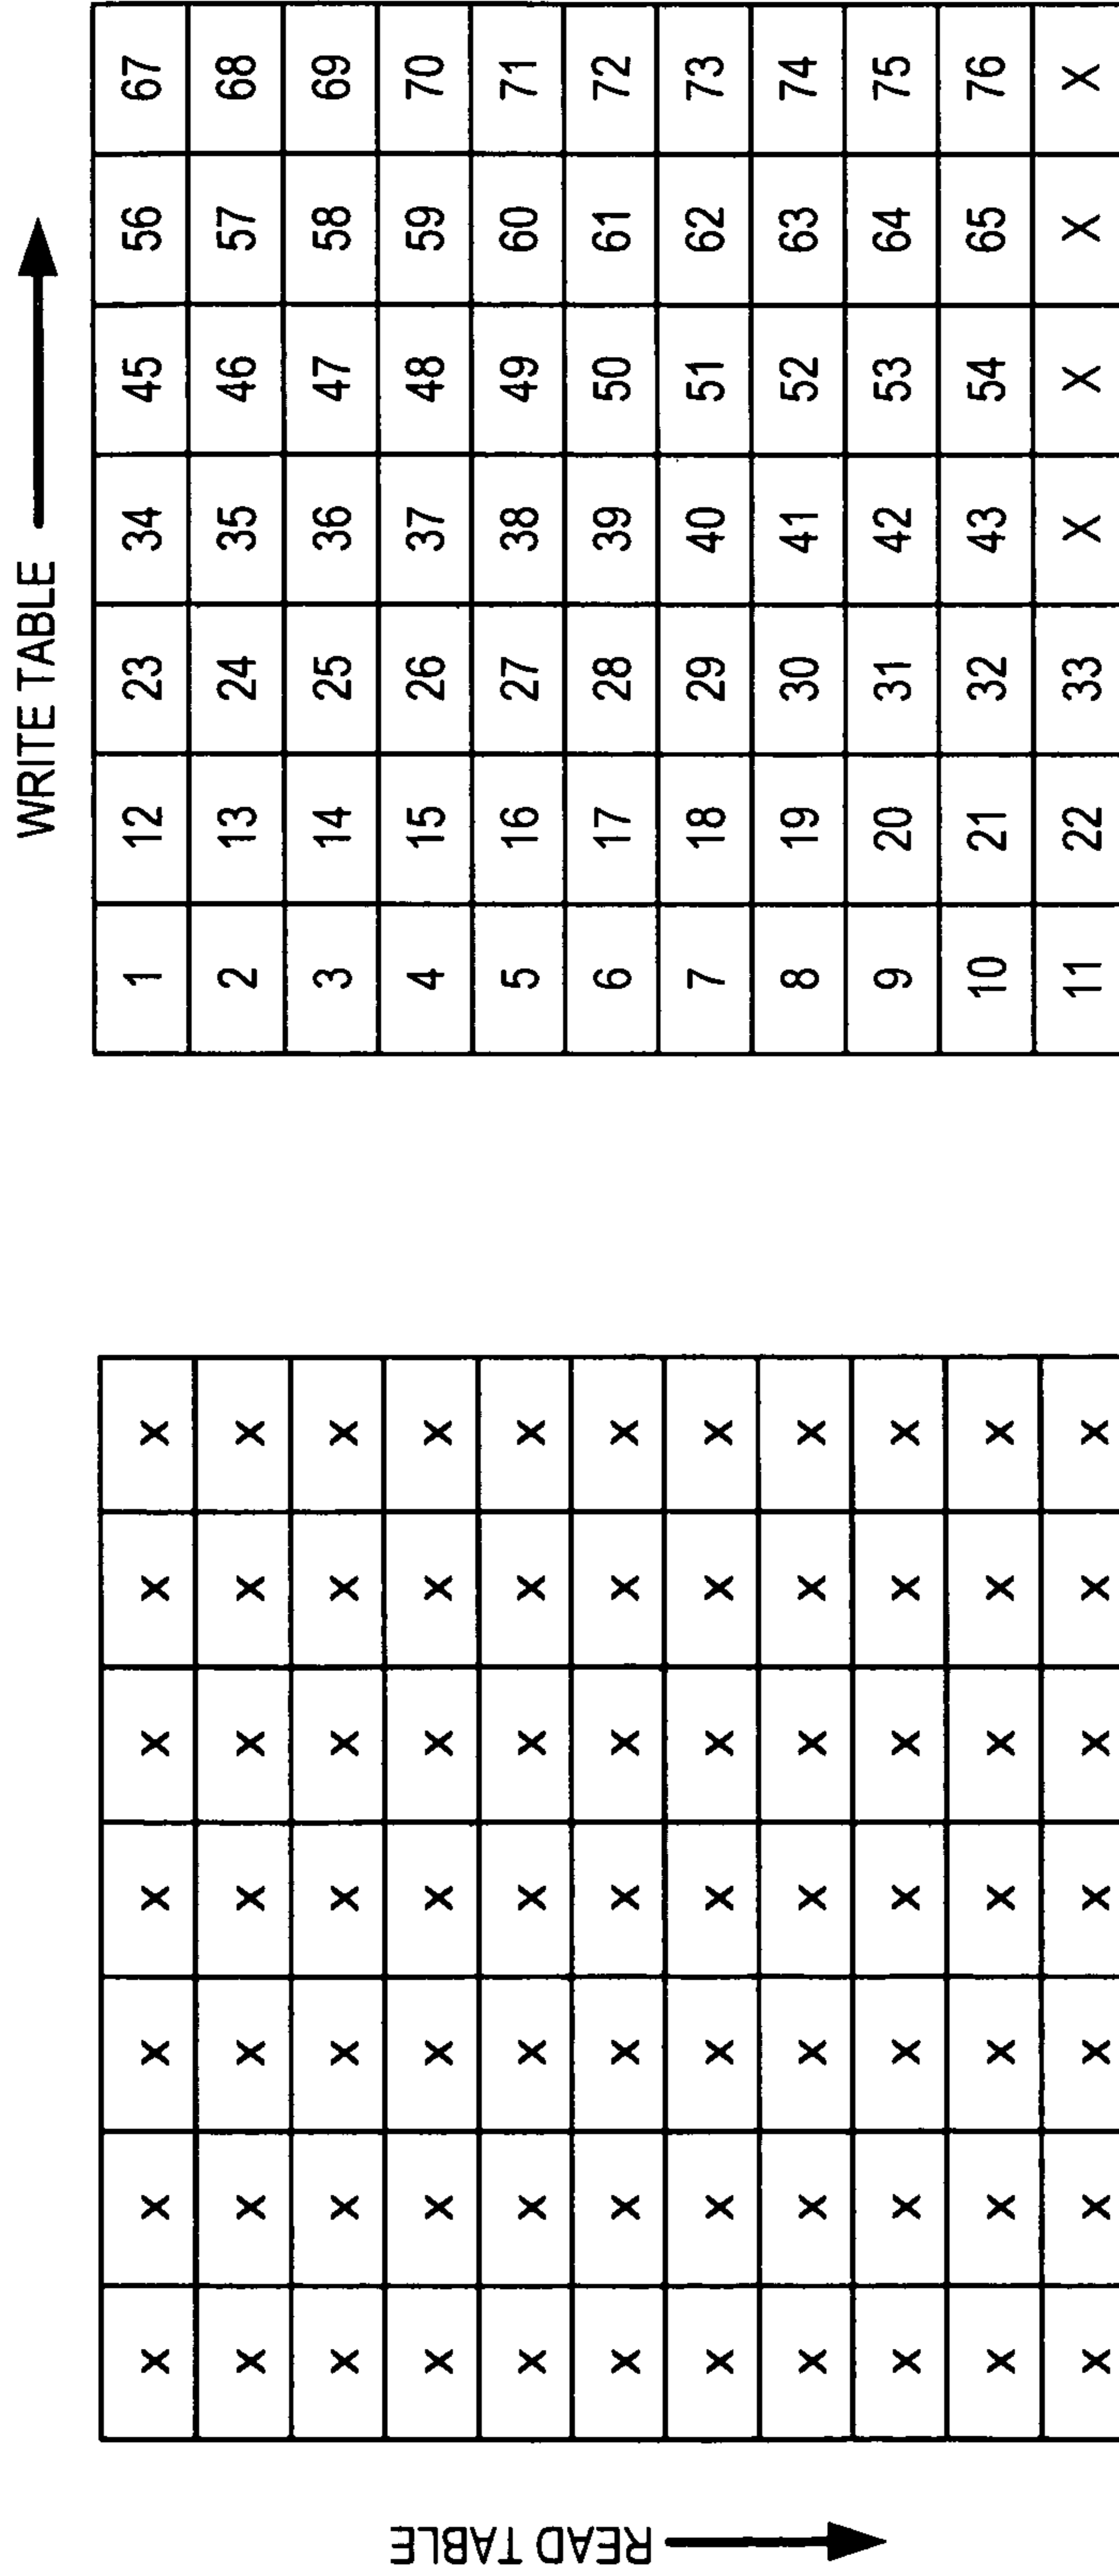 READ TABLE
X X X X X X X
X X X X X X X
X X X X X X X
X X X X X X X
X X X X X X X
X X X X X X X
X X X X X X X
X X X X X X X
X X X X X X X
X X X X X X X
X X X X X X X
WRITE TABLE
1 12 23 34 45 56 67
2 13 24 35 46 57 68
3 14 25 36 47 58 69
4 15 26 37 48 59 70
5 16 27 38 49 60 71
6 17 28 39 50 61 72
7 18 29 40 51 62 73
8 19 30 41 52 63 74
9 20 31 42 53 64 75
10 21 32 43 54 65 76
11 22 33 X X X X